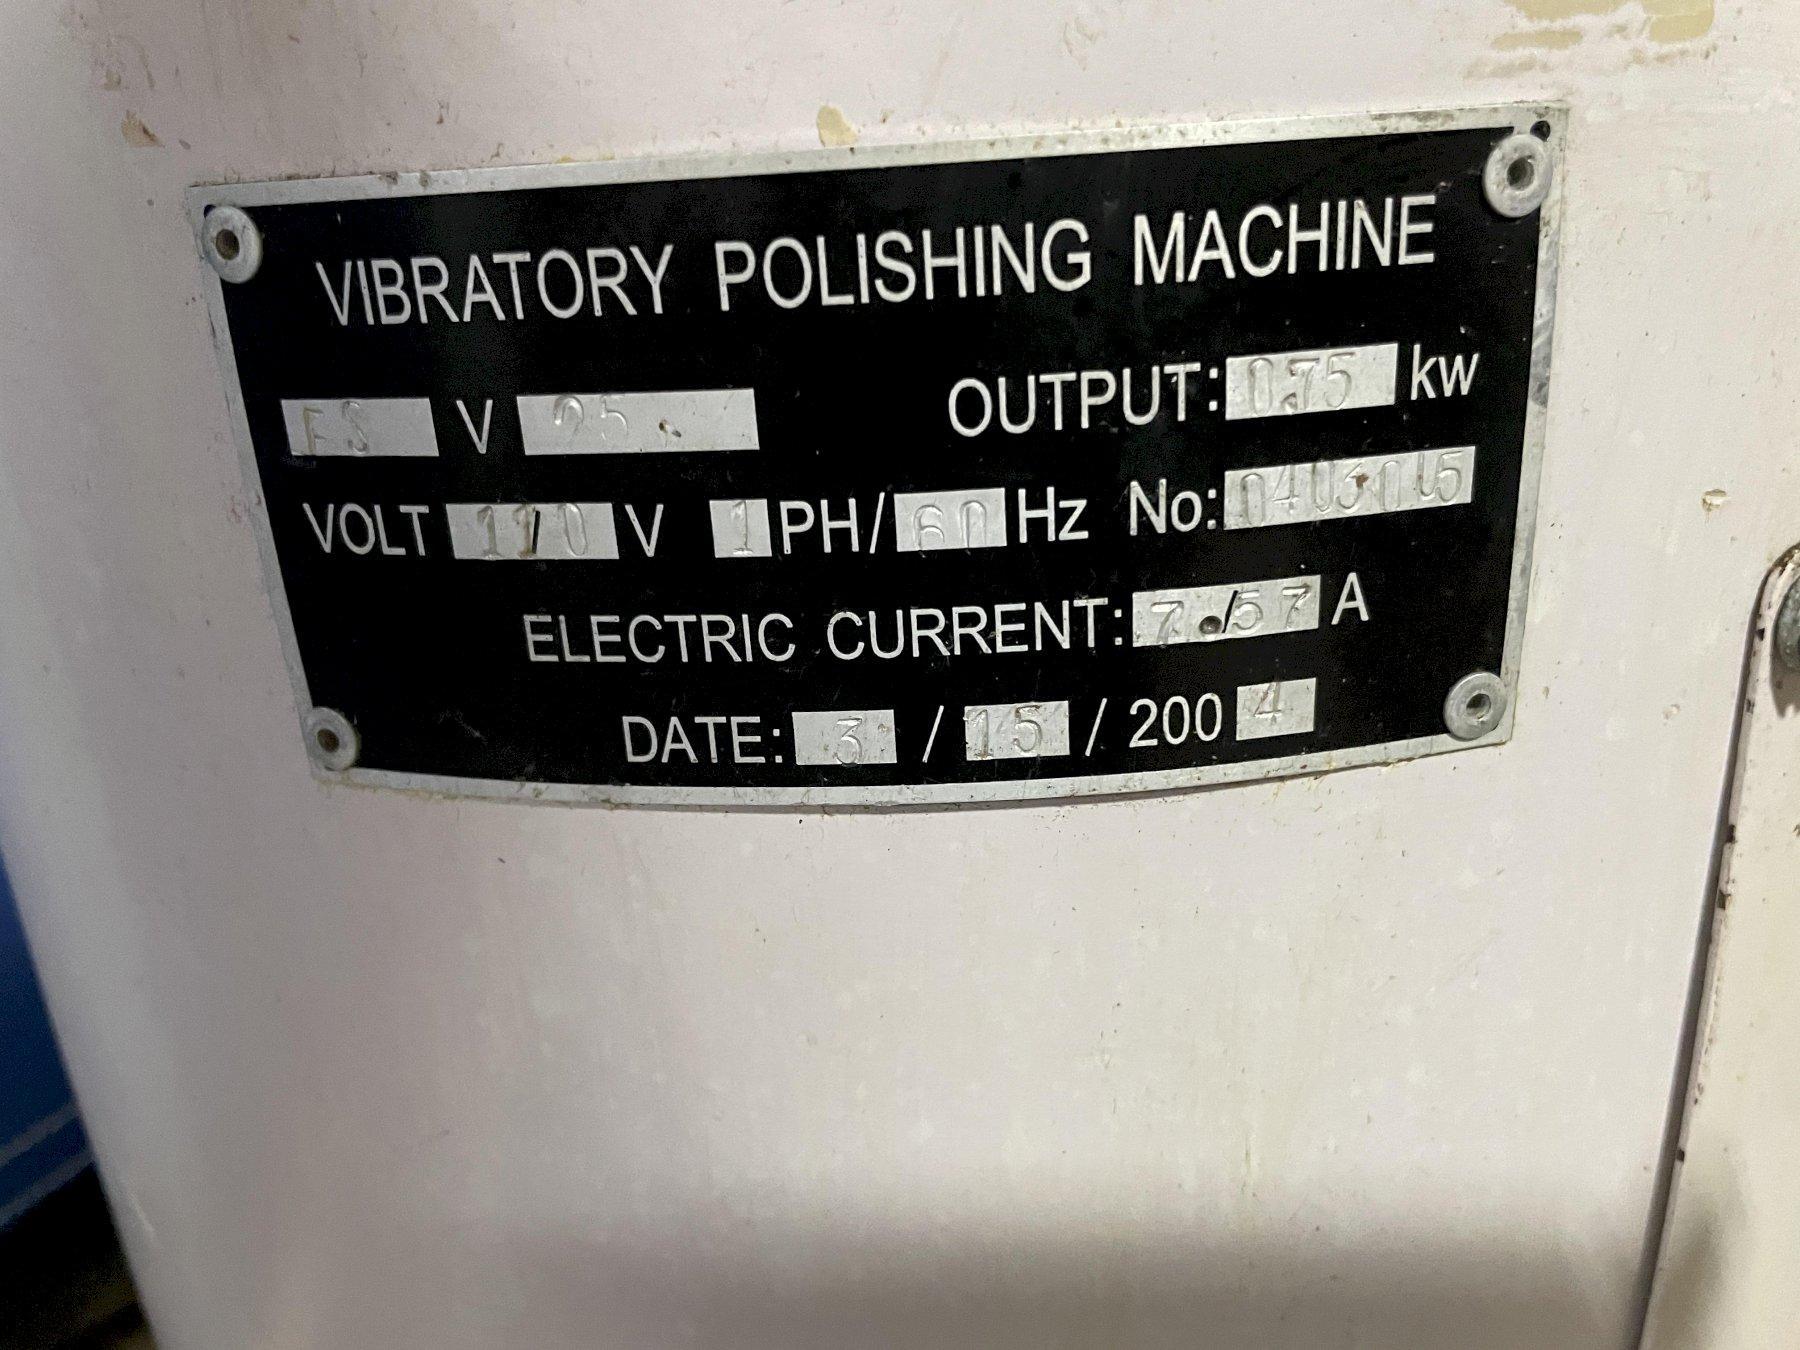 VIBRATORY POLISHING MACHINE
FS V 25 OUTPUT: 0.75 kw
VOLT 110 V 1 PH/ 60 Hz No: 0403005
ELECTRIC CURRENT: 7.57 A
DATE: 3 / 15 / 2004